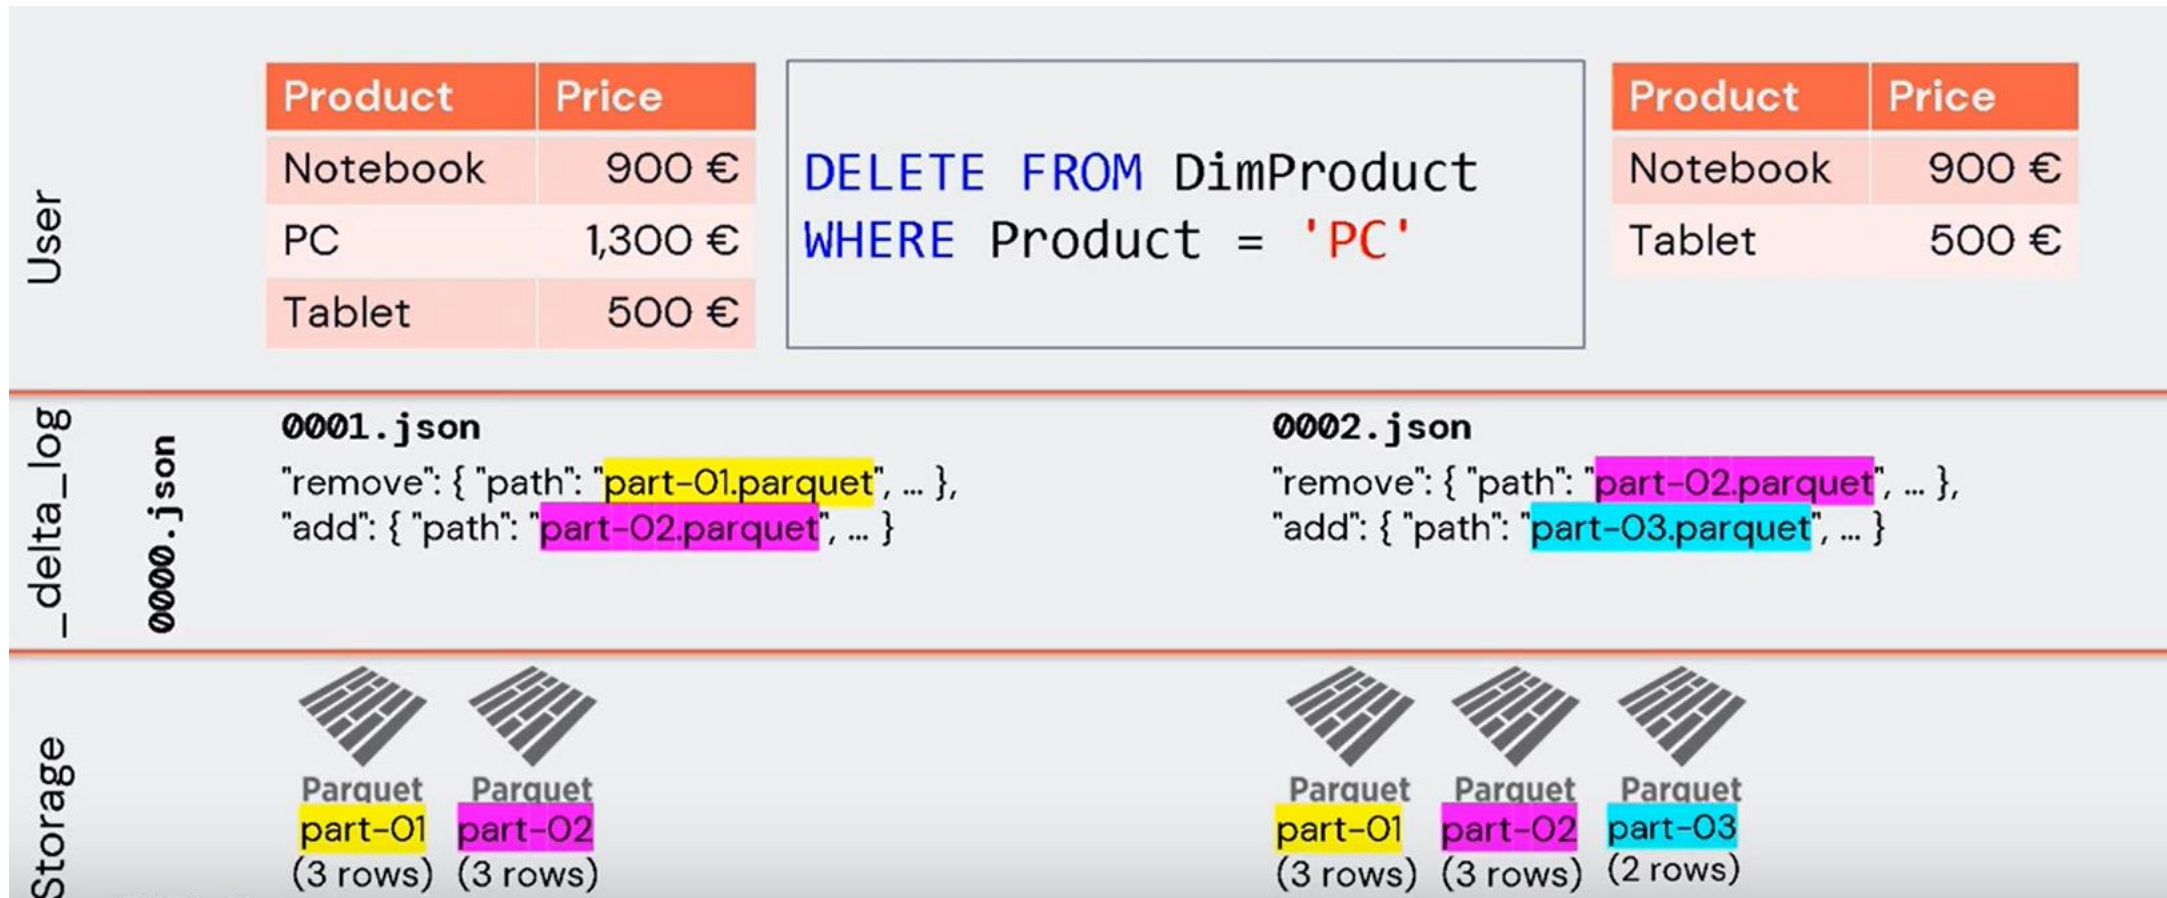 User
Product Price
Notebook 900 €
PC 1,300 €
Tablet 500 €
DELETE FROM DimProduct
WHERE Product = 'PC'
Product Price
Notebook 900 €
Tablet 500 €
_delta_log
0000.json
0001.json
"remove": { "path": "part-01.parquet", ... },
"add": { "path": "part-02.parquet", ... }
0002.json
"remove": { "path": "part-02.parquet", ... },
"add": { "path": "part-03.parquet", ... }
Storage
Parquet Parquet
part-01 part-02
(3 rows) (3 rows)
Parquet Parquet Parquet
part-01 part-02 part-03
(3 rows) (3 rows) (2 rows)